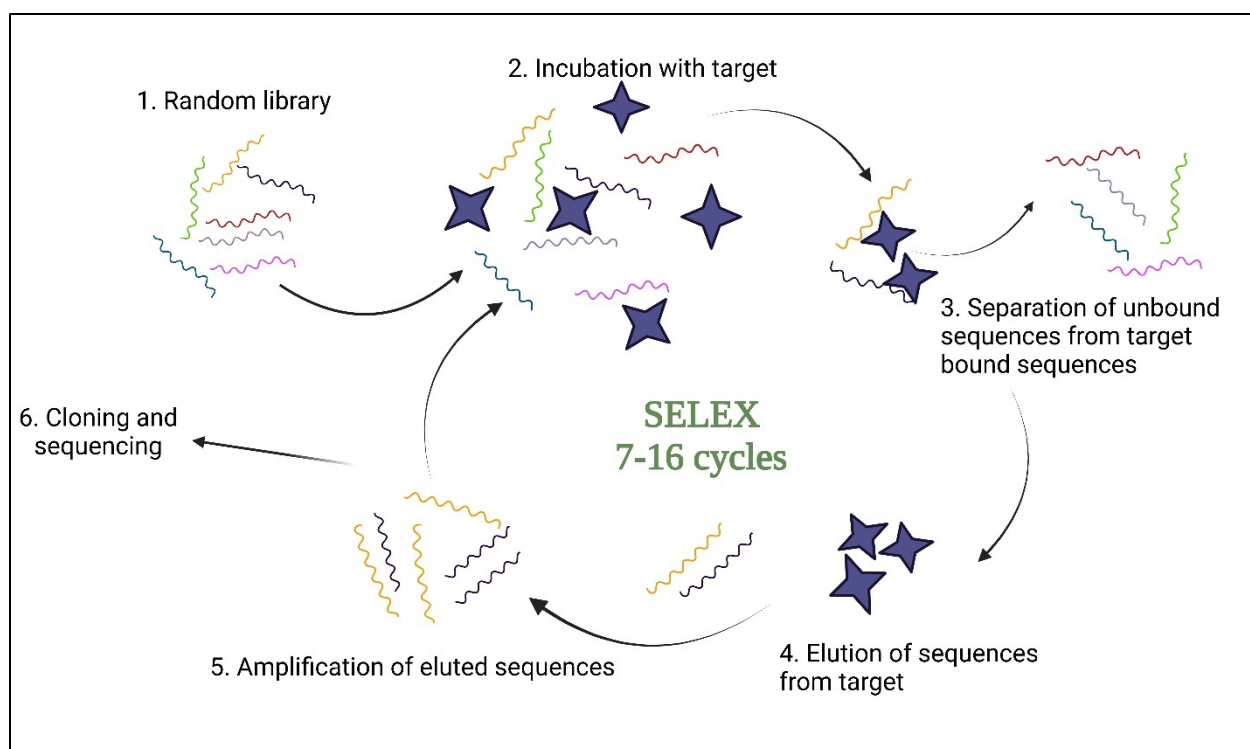 1. Random library
2. Incubation with target
3. Separation of unbound
sequences from target
bound sequences
SELEX
7-16 cycles
6. Cloning and
sequencing
4. Elution of sequences
from target
5. Amplification of eluted sequences